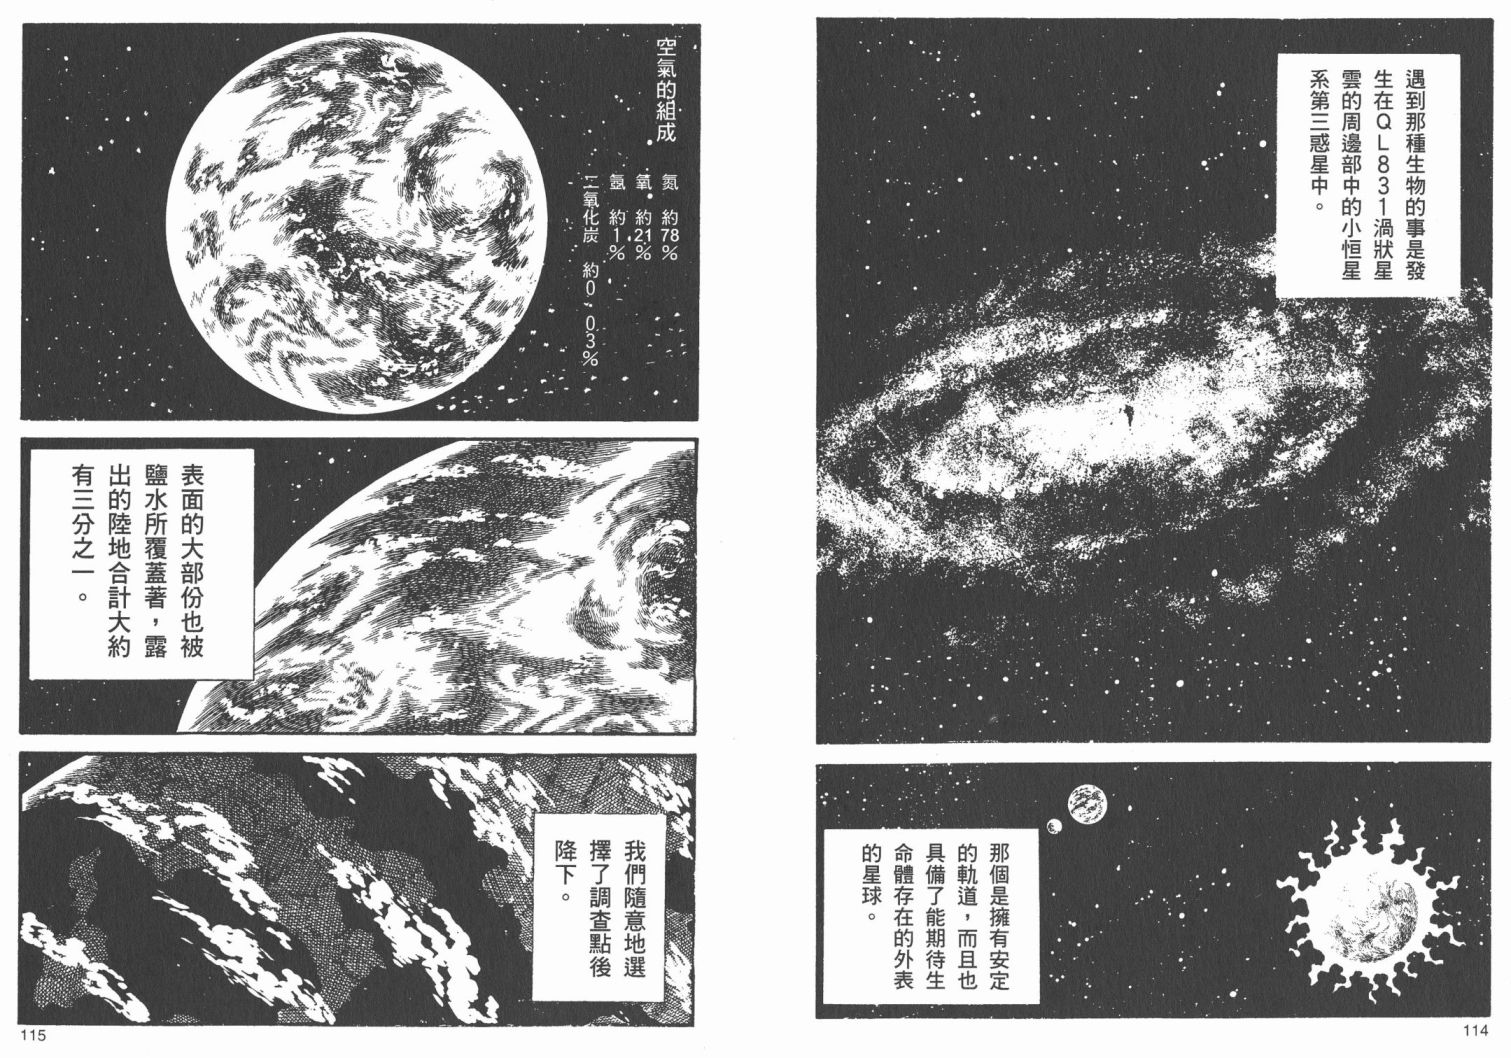 遇到那種生物的事是發
生在QL831渦狀星
雲的周邊部中的小恒星
系第三惑星中。
那個是擁有安定
的軌道，而且也
具備了能期待生
命體存在的外表
的星球。
114
空氣的組成
氮 約78%
氧 約21%
氬 約1%
二氧化炭 約0.03%
表面的大部份也被
鹽水所覆蓋著，露
出的陸地合計大約
有三分之一。
我們隨意地選
擇了調查點後
降下。
115